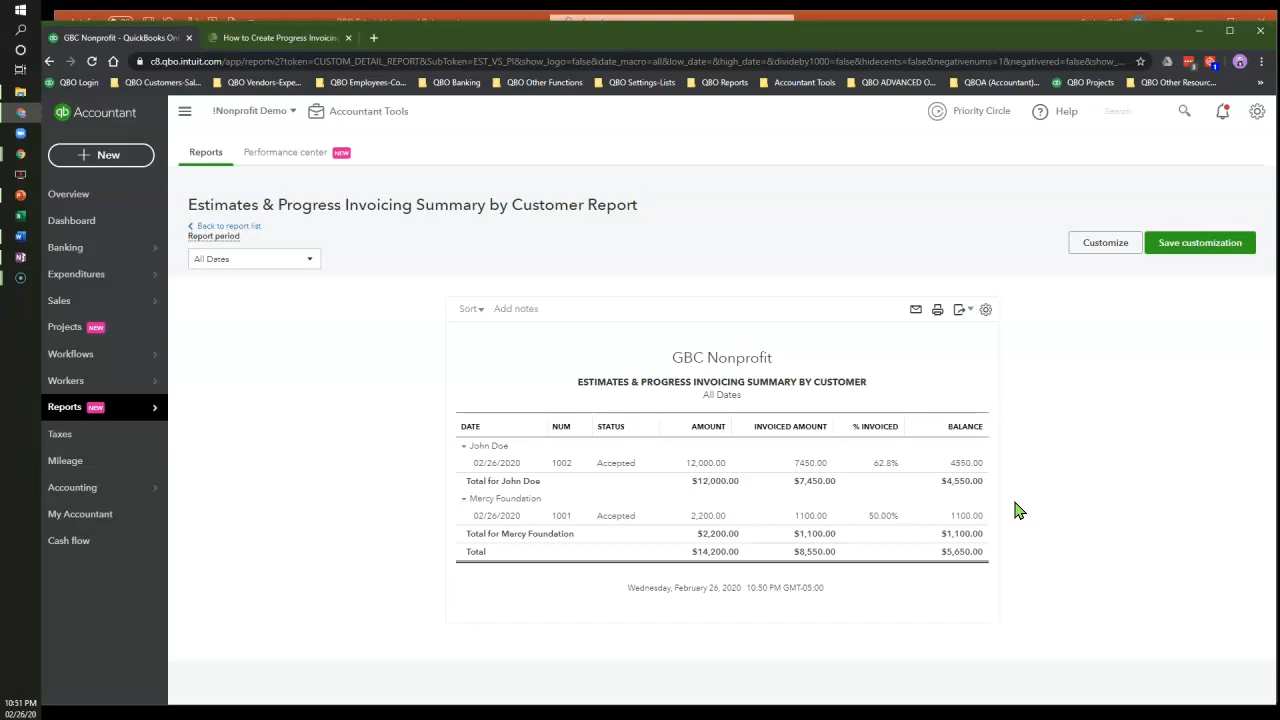 GBC Nonprofit - QuickBooks On
How to Create Progress Invoicing
c8.qbo.intuit.com/app/reportv2?token=CUSTOM_DETAIL_REPORT&SubToken=EST_VS_PI&show_logo=false&date_macro=all&low_date=&high_date=&divideby1000=false&hidecents=false&negativenums=1&negativered=false&show_...
QBO Login
QBO Vendors-Expe...
QBO Employees-Co...
QBO Banking
QBO Other Functions
QBO Settings-Lists
QBO Reports
Accountant Tools
QBO ADVANCED O...
QBOA (Accountant)...
QBO Projects
QBO Other Resourc...
qb Accountant
!Nonprofit Demo
Accountant Tools
Priority Circle
Help
Search
+ New
Reports
Performance center NEW
Overview
Dashboard
Banking
Expenditures
Sales
Projects NEW
Workflows
Workers
Reports NEW
Taxes
Mileage
Accounting
My Accountant
Cash flow
Estimates & Progress Invoicing Summary by Customer Report
Back to report list
Report period
All Dates
Customize
Save customization
Sort
Add notes
GBC Nonprofit
ESTIMATES & PROGRESS INVOICING SUMMARY BY CUSTOMER
All Dates
DATE NUM STATUS AMOUNT INVOICED AMOUNT % INVOICED BALANCE
John Doe
02/26/2020 1002 Accepted 12,000.00 7450.00 62.8% 4550.00
Total for John Doe $12,000.00 $7,450.00 $4,550.00
Mercy Foundation
02/26/2020 1001 Accepted 2,200.00 1100.00 50.00% 1100.00
Total for Mercy Foundation $2,200.00 $1,100.00 $1,100.00
Total $14,200.00 $8,550.00 $5,650.00
Wednesday, February 26, 2020 10:50 PM GMT-05:00
10:51 PM
02/26/20